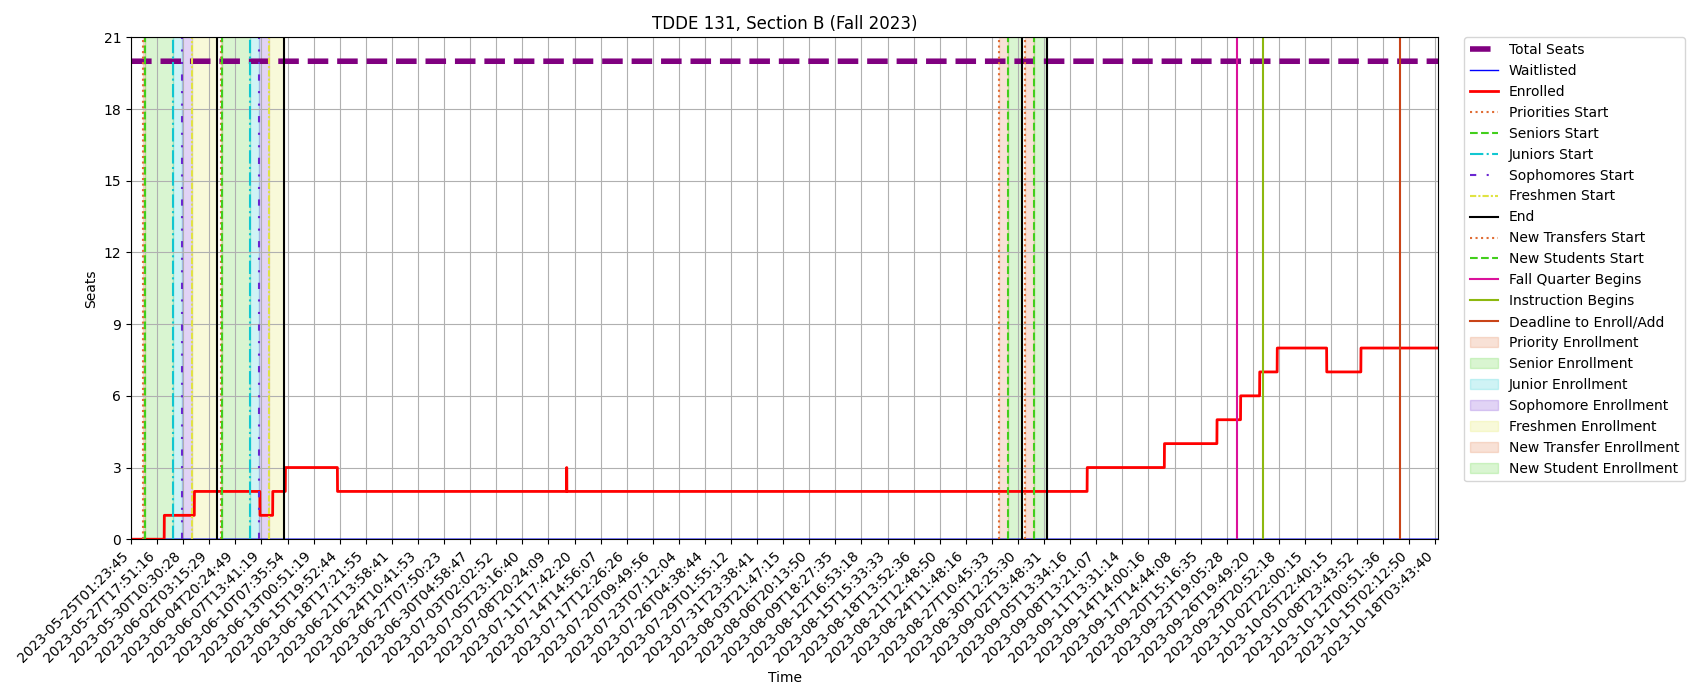 TDDE 131, Section B (Fall 2023)
Seats
21
18
15
12
9
6
3
0
2023-05-25T01:23:45
2023-05-27T17:51:16
2023-05-30T10:30:28
2023-06-02T03:15:29
2023-06-04T20:24:49
2023-06-07T13:41:19
2023-06-10T07:35:54
2023-06-13T00:51:19
2023-06-15T19:52:44
2023-06-18T17:21:55
2023-06-21T13:58:41
2023-06-24T10:41:53
2023-06-27T07:50:23
2023-06-30T04:58:47
2023-07-03T02:02:52
2023-07-05T23:16:40
2023-07-08T20:24:09
2023-07-11T17:42:20
2023-07-14T14:56:07
2023-07-17T12:26:26
2023-07-20T09:49:56
2023-07-23T07:12:04
2023-07-26T04:38:44
2023-07-29T01:55:12
2023-07-31T23:38:41
2023-08-03T21:47:15
2023-08-06T20:13:50
2023-08-09T18:27:35
2023-08-12T16:53:18
2023-08-15T15:33:33
2023-08-18T13:52:36
2023-08-21T12:48:50
2023-08-24T11:48:16
2023-08-27T10:45:33
2023-08-30T12:25:30
2023-09-02T13:48:31
2023-09-05T13:34:16
2023-09-08T13:21:07
2023-09-11T13:31:14
2023-09-14T14:00:16
2023-09-17T14:44:08
2023-09-20T15:16:35
2023-09-23T19:05:28
2023-09-26T19:49:20
2023-09-29T20:52:18
2023-10-02T22:00:15
2023-10-05T22:40:15
2023-10-08T23:43:52
2023-10-12T00:51:36
2023-10-15T02:12:50
2023-10-18T03:43:40
Time
Total Seats
Waitlisted
Enrolled
Priorities Start
Seniors Start
Juniors Start
Sophomores Start
Freshmen Start
End
New Transfers Start
New Students Start
Fall Quarter Begins
Instruction Begins
Deadline to Enroll/Add
Priority Enrollment
Senior Enrollment
Junior Enrollment
Sophomore Enrollment
Freshmen Enrollment
New Transfer Enrollment
New Student Enrollment